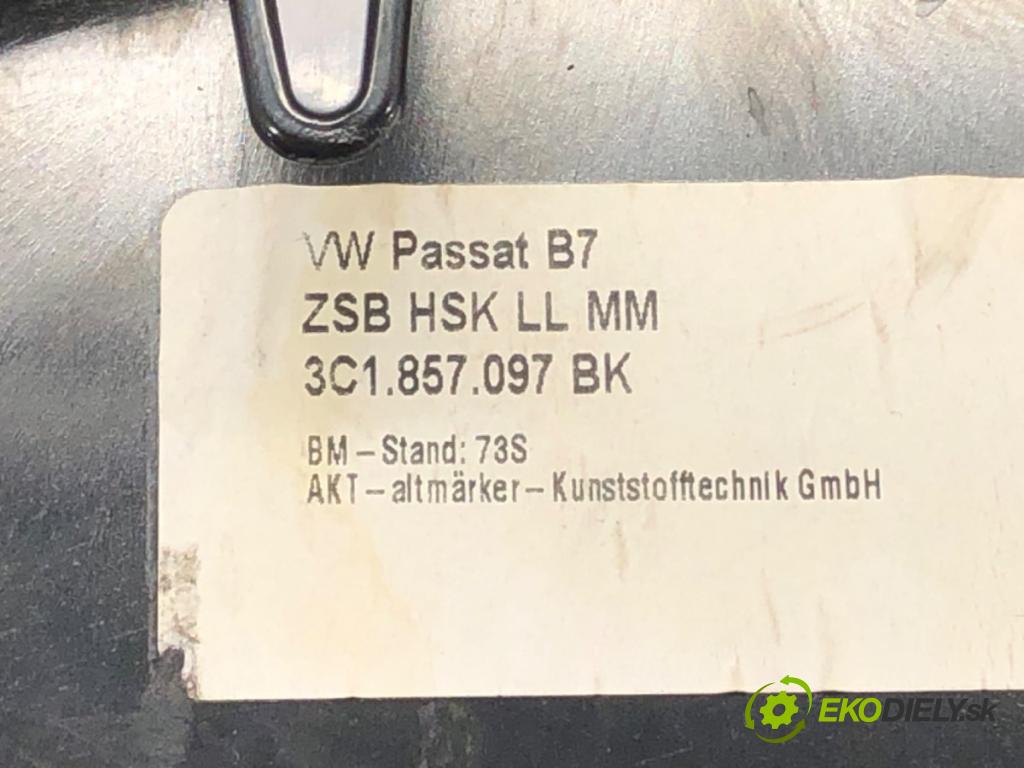 VW Passat B7
ZSB HSK LL MM
3C1.857.097 BK
BM-Stand: 73S
AKT-altmärker-Kunststofftechnik GmbH
EKODIELY.sk